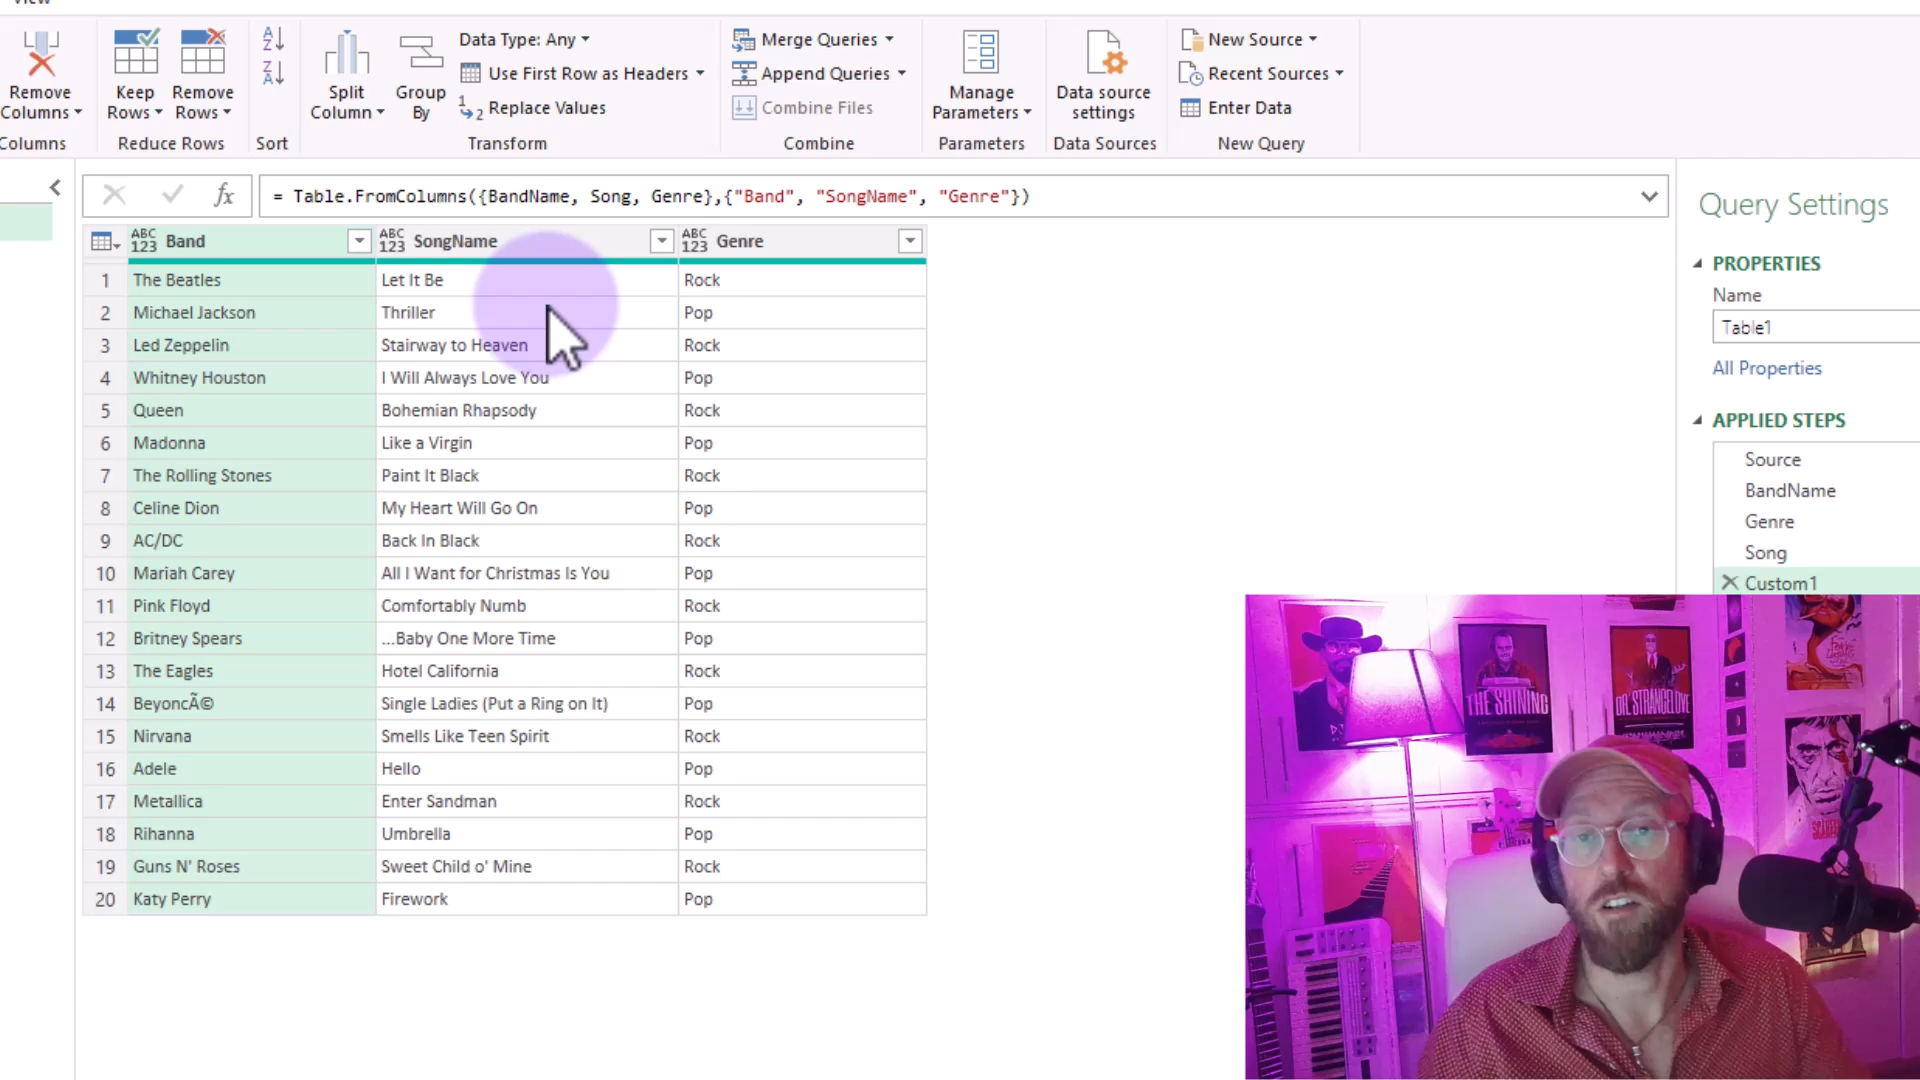 View
Remove
Columns
Columns
Keep
Rows
Remove
Rows
Reduce Rows
Sort
Split
Column
Group
By
Data Type: Any
Use First Row as Headers
Replace Values
Transform
Merge Queries
Append Queries
Combine Files
Combine
Manage
Parameters
Parameters
Data source
settings
Data Sources
New Source
Recent Sources
Enter Data
New Query
fx = Table.FromColumns({BandName, Song, Genre},{"Band", "SongName", "Genre"})
ABC 123 Band ABC 123 SongName ABC 123 Genre
1 The Beatles Let It Be Rock
2 Michael Jackson Thriller Pop
3 Led Zeppelin Stairway to Heaven Rock
4 Whitney Houston I Will Always Love You Pop
5 Queen Bohemian Rhapsody Rock
6 Madonna Like a Virgin Pop
7 The Rolling Stones Paint It Black Rock
8 Celine Dion My Heart Will Go On Pop
9 AC/DC Back In Black Rock
10 Mariah Carey All I Want for Christmas Is You Pop
11 Pink Floyd Comfortably Numb Rock
12 Britney Spears ...Baby One More Time Pop
13 The Eagles Hotel California Rock
14 BeyoncÃ© Single Ladies (Put a Ring on It) Pop
15 Nirvana Smells Like Teen Spirit Rock
16 Adele Hello Pop
17 Metallica Enter Sandman Rock
18 Rihanna Umbrella Pop
19 Guns N' Roses Sweet Child o' Mine Rock
20 Katy Perry Firework Pop
Query Settings
PROPERTIES
Name
Table1
All Properties
APPLIED STEPS
Source
BandName
Genre
Song
Custom1
THE SHINING
DR. STRANGELOVE